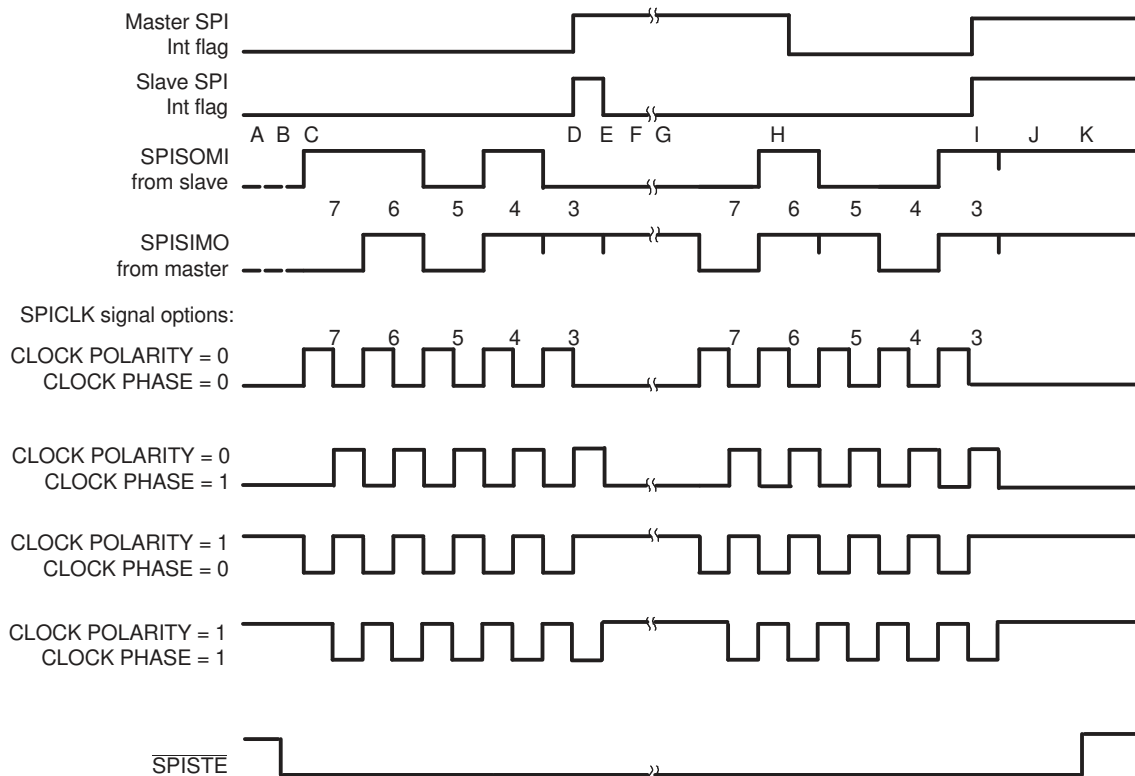 Master SPI
Int flag
Slave SPI
Int flag
A B C D E F G H I J K
SPISOMI
from slave
7 6 5 4 3 7 6 5 4 3
SPISIMO
from master
SPICLK signal options:
7 6 5 4 3 7 6 5 4 3
CLOCK POLARITY = 0
CLOCK PHASE = 0
CLOCK POLARITY = 0
CLOCK PHASE = 1
CLOCK POLARITY = 1
CLOCK PHASE = 0
CLOCK POLARITY = 1
CLOCK PHASE = 1
SPISTE